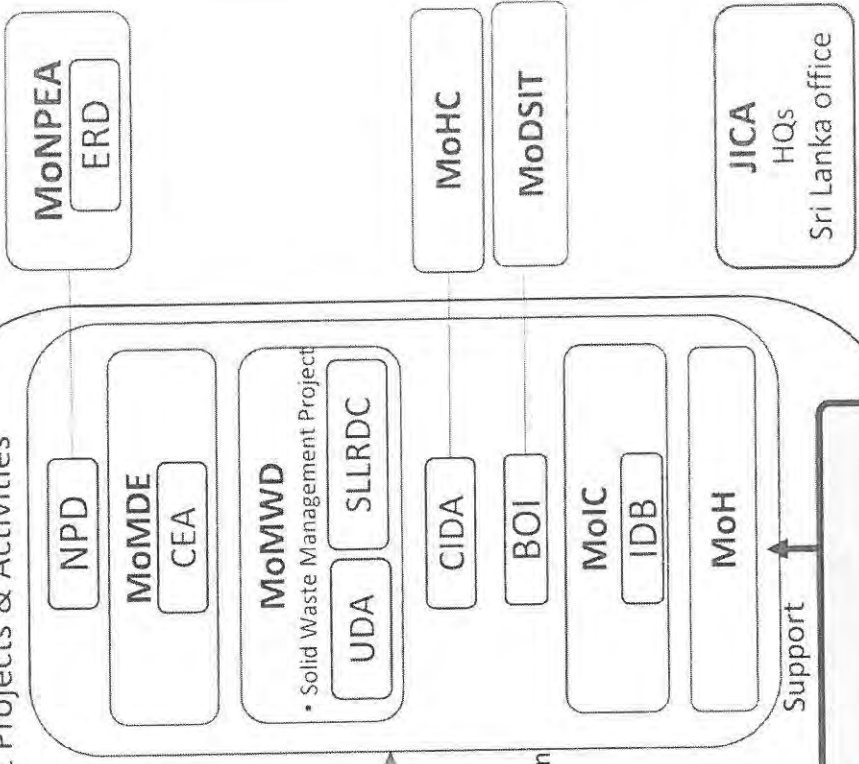 Projects & Activities
NPD
MoNPEA
ERD
MoMDE
CEA
MoMWD
• Solid Waste Management Project
UDA
SLLRDC
CIDA
MoHC
BOI
MoDSIT
MoIC
IDB
MoH
JICA
HQs
Sri Lanka office
Support